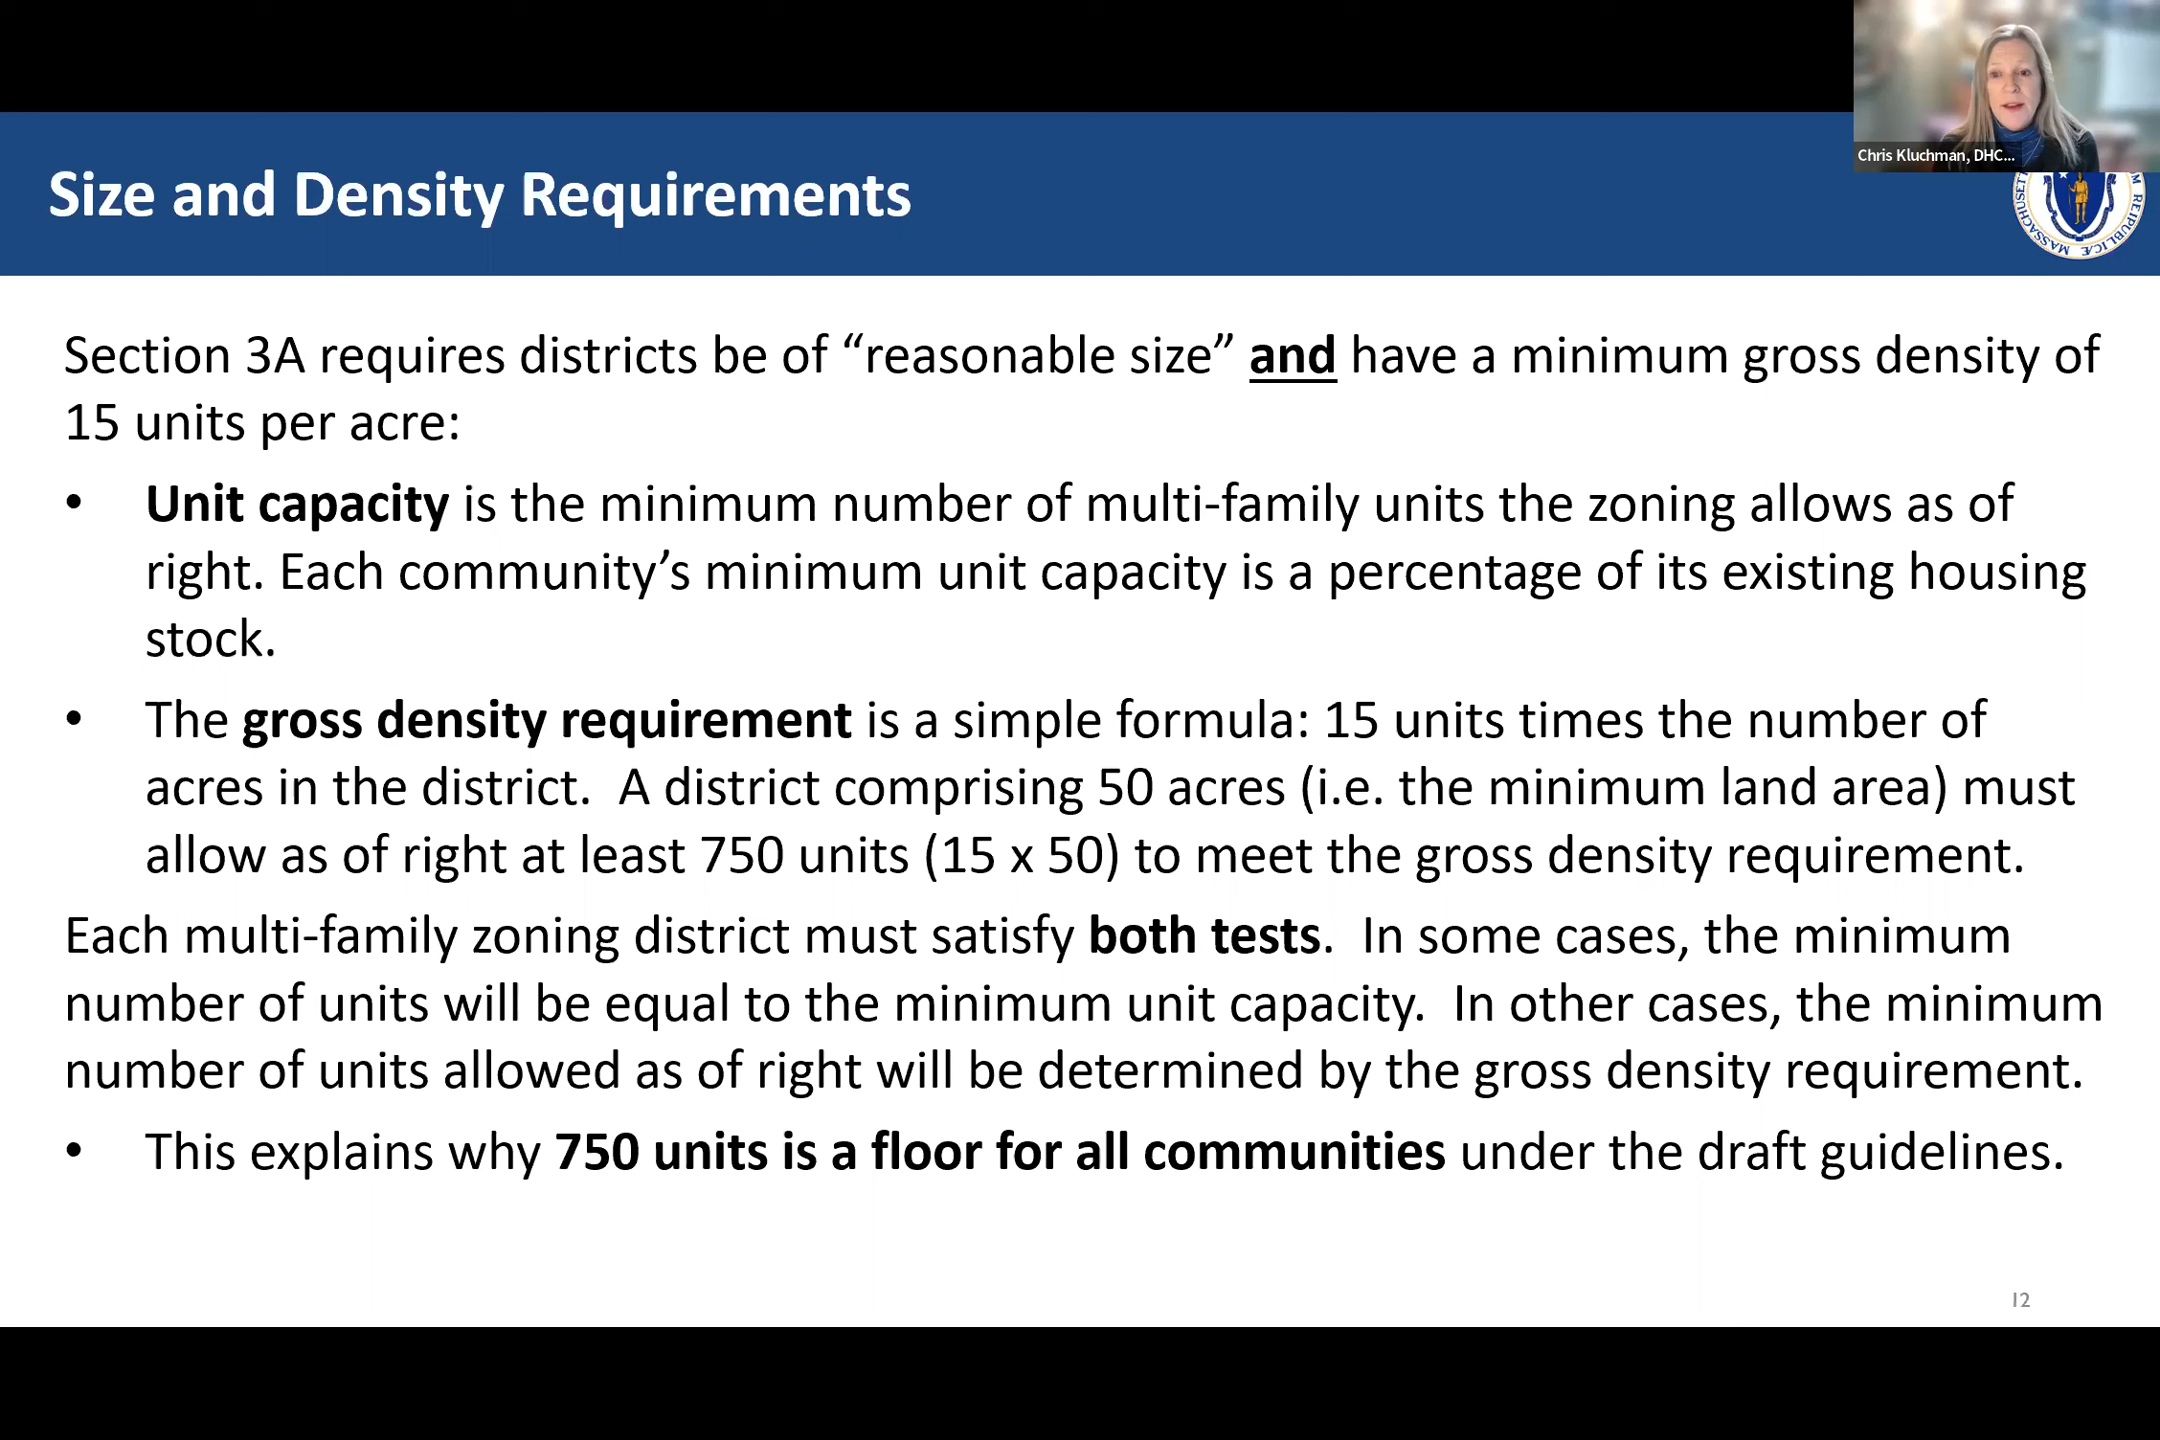 Chris Kluchman, DHC...
Size and Density Requirements
MASSACHUSETT M REIPUBLICÆ
Section 3A requires districts be of “reasonable size” and have a minimum gross density of
15 units per acre:
• Unit capacity is the minimum number of multi-family units the zoning allows as of
right. Each community’s minimum unit capacity is a percentage of its existing housing
stock.
• The gross density requirement is a simple formula: 15 units times the number of
acres in the district. A district comprising 50 acres (i.e. the minimum land area) must
allow as of right at least 750 units (15 x 50) to meet the gross density requirement.
Each multi-family zoning district must satisfy both tests. In some cases, the minimum
number of units will be equal to the minimum unit capacity. In other cases, the minimum
number of units allowed as of right will be determined by the gross density requirement.
• This explains why 750 units is a floor for all communities under the draft guidelines.
12